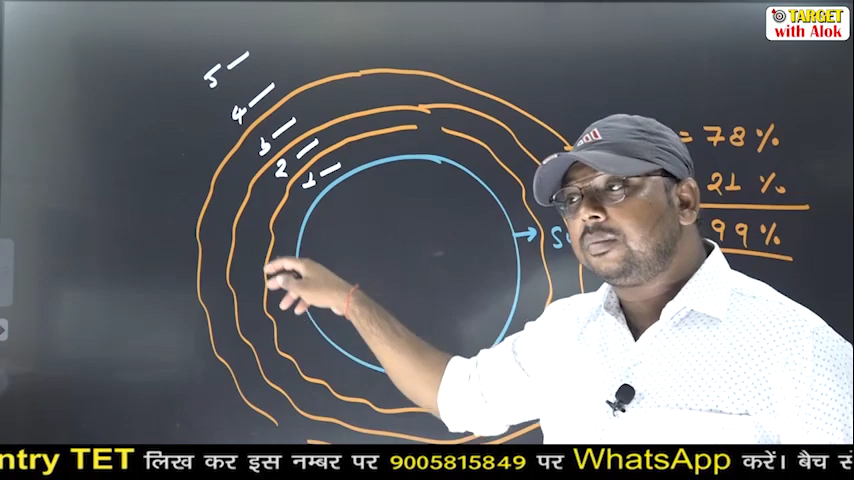 TARGET
with Alok
5
4
3
2
1
= 78 %
21 %
99 %
ntry TET लिख कर इस नम्बर पर 9005815849 पर WhatsApp करें। बैच